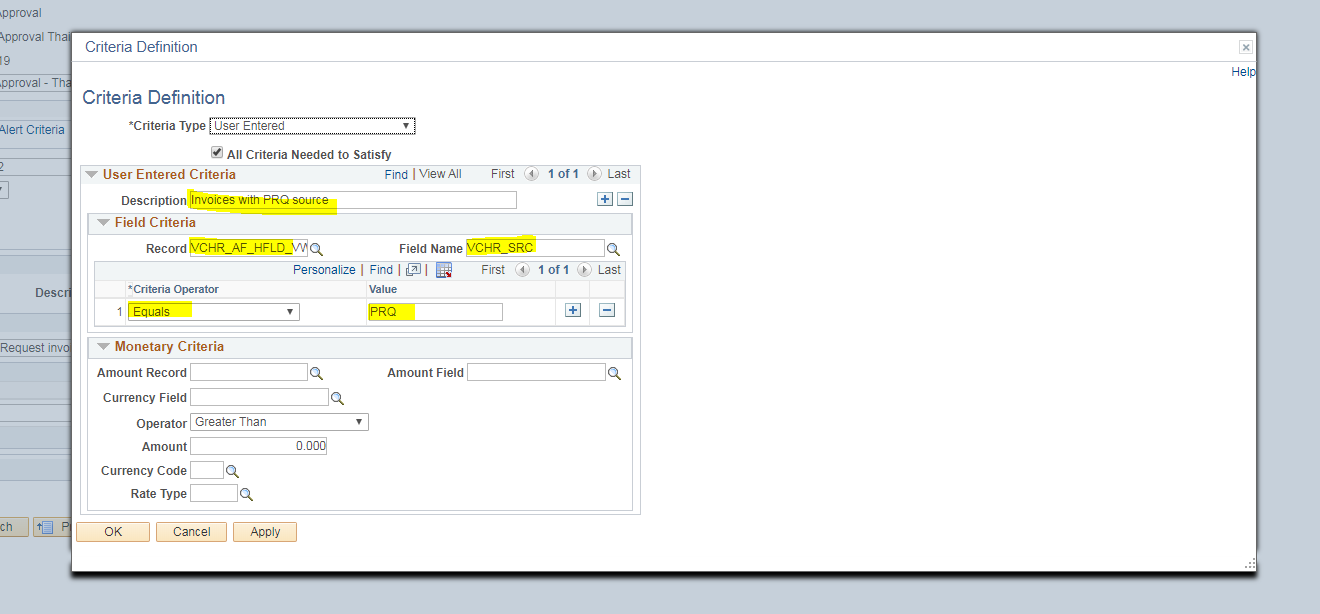 Approval
Approval Thai
19
Approval - Tha
Alert Criteria
2
Descri
Request invo
ch
P
Criteria Definition
Help
Criteria Definition
*Criteria Type User Entered
All Criteria Needed to Satisfy
User Entered Criteria Find | View All First 1 of 1 Last
Description Invoices with PRQ source
Field Criteria
Record VCHR_AF_HFLD_VW Field Name VCHR_SRC
Personalize | Find | | First 1 of 1 Last
*Criteria Operator Value
1 Equals PRQ
Monetary Criteria
Amount Record Amount Field
Currency Field
Operator Greater Than
Amount 0.000
Currency Code
Rate Type
OK Cancel Apply